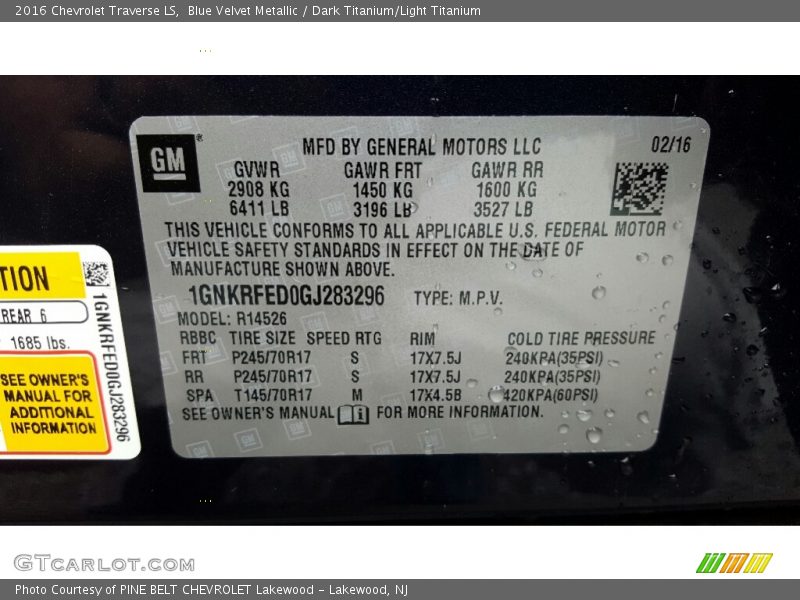 2016 Chevrolet Traverse LS,  Blue Velvet Metallic / Dark Titanium/Light Titanium
GM®
MFD BY GENERAL MOTORS LLC
02/16
GVWR GAWR FRT GAWR RR
2908 KG 1450 KG 1600 KG
6411 LB 3196 LB 3527 LB
THIS VEHICLE CONFORMS TO ALL APPLICABLE U.S. FEDERAL MOTOR
VEHICLE SAFETY STANDARDS IN EFFECT ON THE DATE OF
MANUFACTURE SHOWN ABOVE.
1GNKRFED0GJ283296 TYPE: M.P.V.
MODEL: R14526
RBBC TIRE SIZE SPEED RTG RIM COLD TIRE PRESSURE
FRT P245/70R17 S 17X7.5J 240KPA(35PSI)
RR P245/70R17 S 17X7.5J 240KPA(35PSI)
SPA T145/70R17 M 17X4.5B 420KPA(60PSI)
SEE OWNER'S MANUAL i FOR MORE INFORMATION.
TION
REAR 6
1685 lbs.
SEE OWNER'S
MANUAL FOR
ADDITIONAL
INFORMATION
1GNKRFED0GJ283296
GTcarlot.com
Photo Courtesy of PINE BELT CHEVROLET Lakewood - Lakewood, NJ